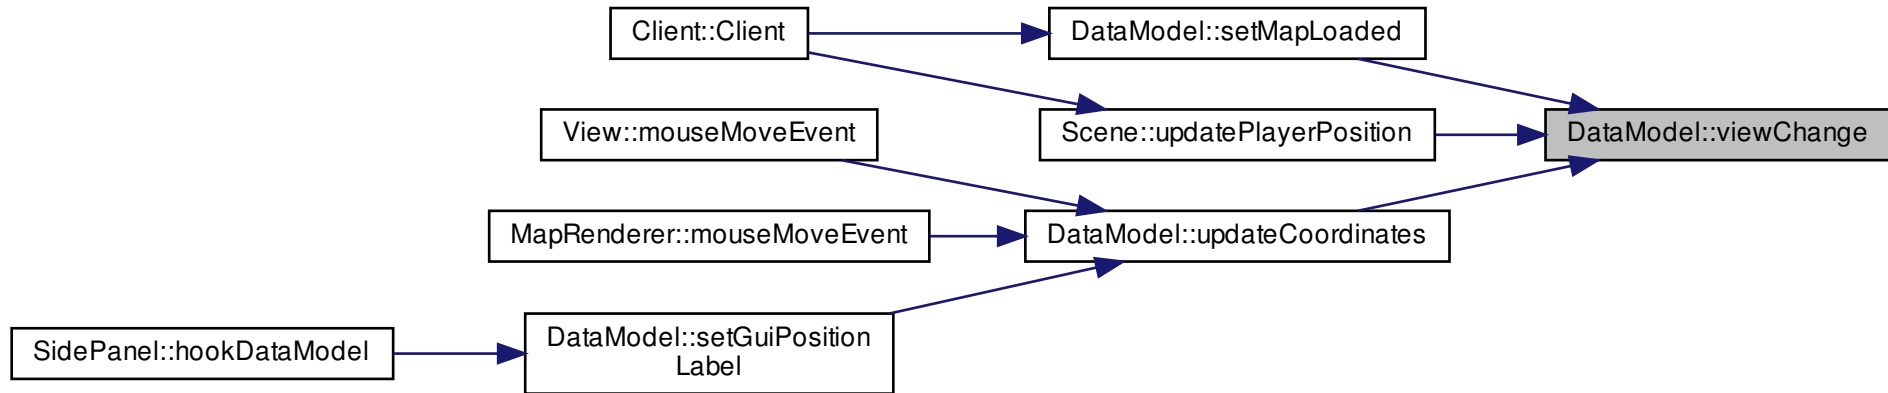 Client::Client
DataModel::setMapLoaded
View::mouseMoveEvent
Scene::updatePlayerPosition
DataModel::viewChange
MapRenderer::mouseMoveEvent
DataModel::updateCoordinates
SidePanel::hookDataModel
DataModel::setGuiPosition
Label